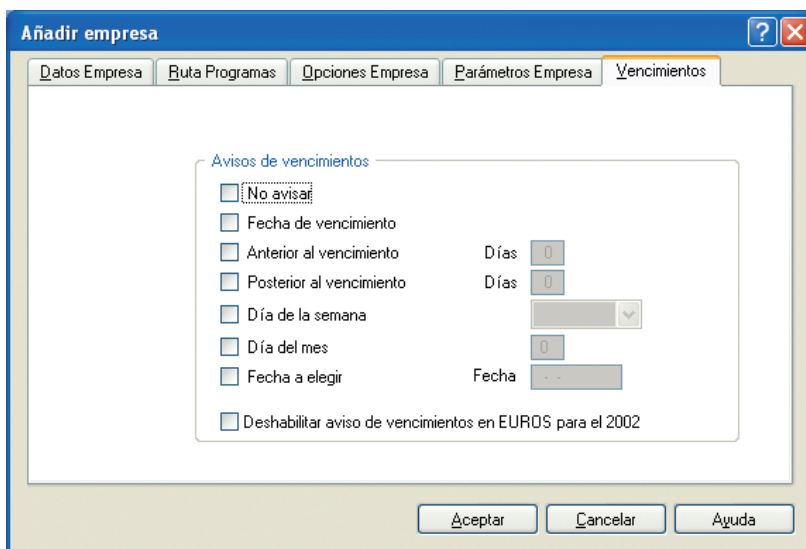 Añadir empresa
Datos Empresa Ruta Programas Opciones Empresa Parámetros Empresa Vencimientos
Avisos de vencimientos
No avisar
Fecha de vencimiento
Anterior al vencimiento Días 0
Posterior al vencimiento Días 0
Día de la semana
Día del mes 0
Fecha a elegir Fecha - -
Deshabilitar aviso de vencimientos en EUROS para el 2002
Aceptar Cancelar Ayuda